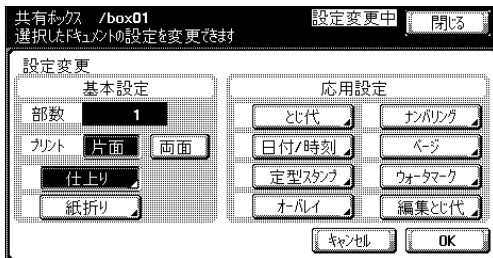 共有ボックス /box01 設定変更中 閉じる
選択したドキュメントの設定を変更できます
設定変更
基本設定 応用設定
部数 1 とじ代 ナンバリング
プリント 片面 両面 日付/時刻 ページ
仕上り 定型スタンプ ウォータマーク
紙折り オーバレイ 編集とじ代
キャンセル OK